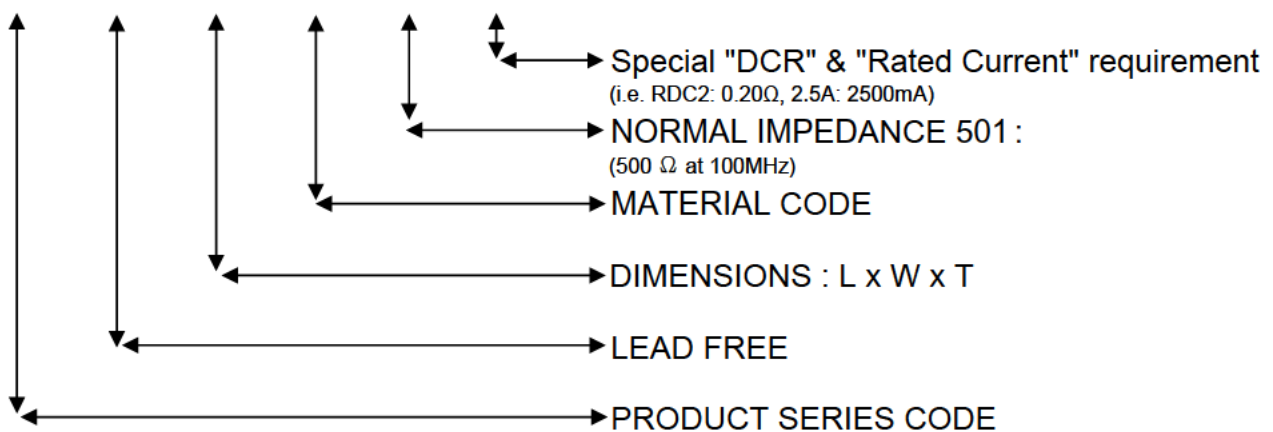 Special "DCR" & "Rated Current" requirement
(i.e. RDC2: 0.20Ω, 2.5A: 2500mA)
NORMAL IMPEDANCE 501 :
(500 Ω at 100MHz)
MATERIAL CODE
DIMENSIONS : L x W x T
LEAD FREE
PRODUCT SERIES CODE